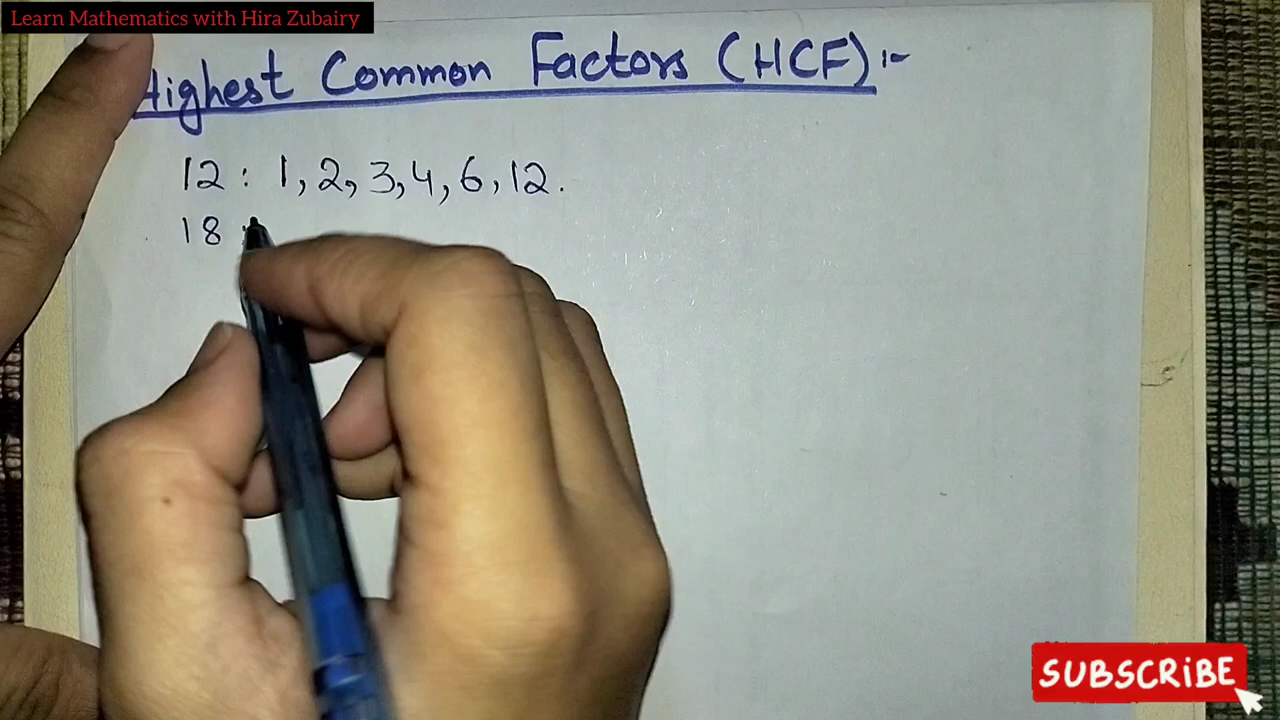 Learn Mathematics with Hira Zubairy
Highest Common Factors (HCF):-
12 : 1, 2, 3, 4, 6, 12.
18 :
SUBSCRiBE